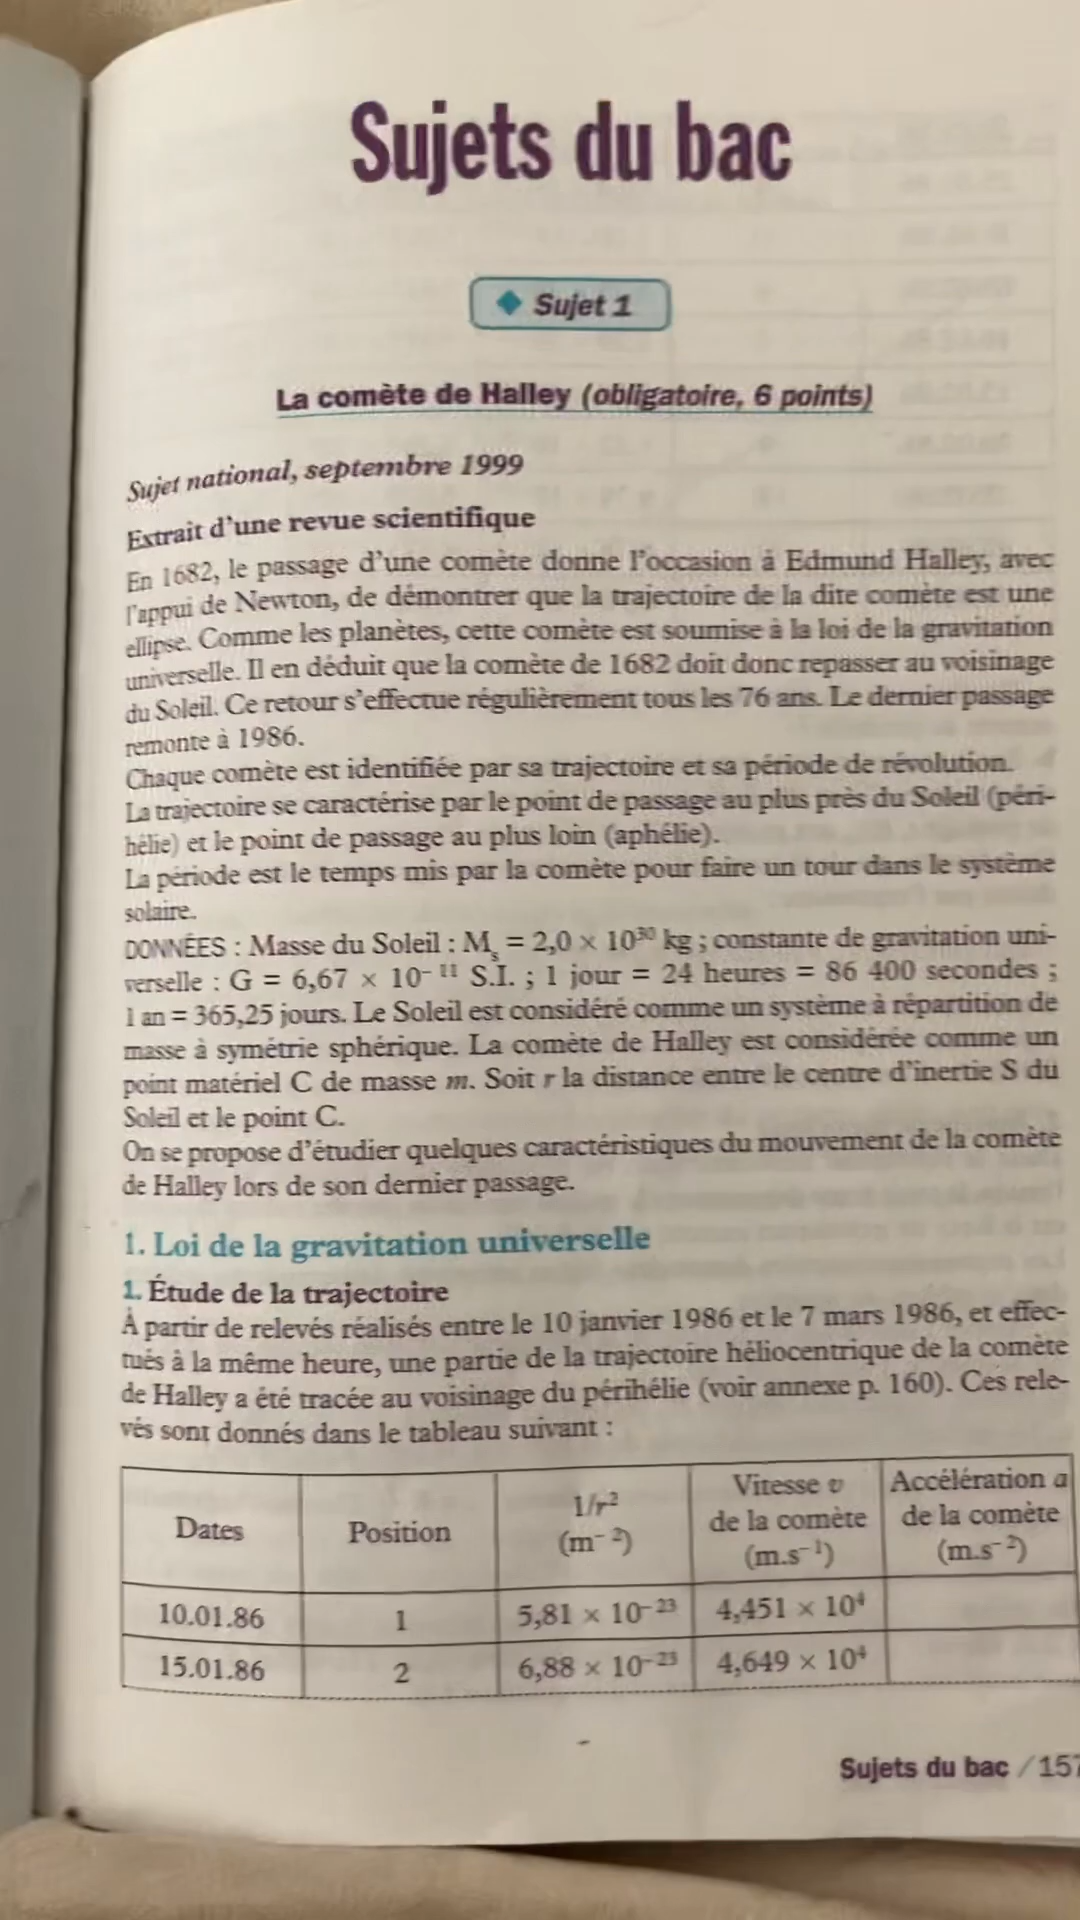 Sujets du bac
◆ Sujet 1
La comète de Halley (obligatoire, 6 points)
Sujet national, septembre 1999
Extrait d'une revue scientifique
En 1682, le passage d'une comète donne l'occasion à Edmund Halley, avec
l'appui de Newton, de démontrer que la trajectoire de la dite comète est une
ellipse. Comme les planètes, cette comète est soumise à la loi de la gravitation
universelle. Il en déduit que la comète de 1682 doit donc repasser au voisinage
du Soleil. Ce retour s'effectue régulièrement tous les 76 ans. Le dernier passage
remonte à 1986.
Chaque comète est identifiée par sa trajectoire et sa période de révolution.
La trajectoire se caractérise par le point de passage au plus près du Soleil (péri-
hélie) et le point de passage au plus loin (aphélie).
La période est le temps mis par la comète pour faire un tour dans le système
solaire.
DONNÉES : Masse du Soleil : Mₛ = 2,0 × 10³⁰ kg ; constante de gravitation uni-
verselle : G = 6,67 × 10⁻¹¹ S.I. ; 1 jour = 24 heures = 86 400 secondes ;
1 an = 365,25 jours. Le Soleil est considéré comme un système à répartition de
masse à symétrie sphérique. La comète de Halley est considérée comme un
point matériel C de masse m. Soit r la distance entre le centre d'inertie S du
Soleil et le point C.
On se propose d'étudier quelques caractéristiques du mouvement de la comète
de Halley lors de son dernier passage.
1. Loi de la gravitation universelle
1. Étude de la trajectoire
À partir de relevés réalisés entre le 10 janvier 1986 et le 7 mars 1986, et effec-
tués à la même heure, une partie de la trajectoire héliocentrique de la comète
de Halley a été tracée au voisinage du périhélie (voir annexe p. 160). Ces rele-
vés sont donnés dans le tableau suivant :
Dates | Position | 1/r² (m⁻²) | Vitesse v de la comète (m.s⁻¹) | Accélération a de la comète (m.s⁻²)
10.01.86 | 1 | 5,81 × 10⁻²³ | 4,451 × 10⁴
15.01.86 | 2 | 6,88 × 10⁻²³ | 4,649 × 10⁴
Sujets du bac / 157